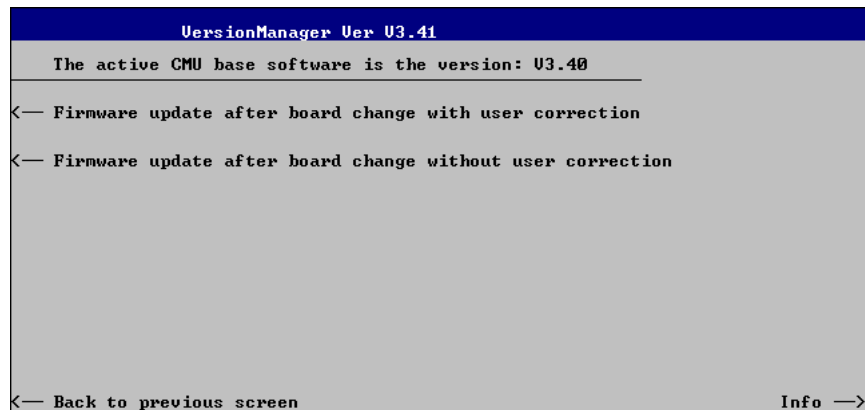 VersionManager Ver V3.41
The active CMU base software is the version: V3.40
<── Firmware update after board change with user correction
<── Firmware update after board change without user correction
<── Back to previous screen
Info ──>